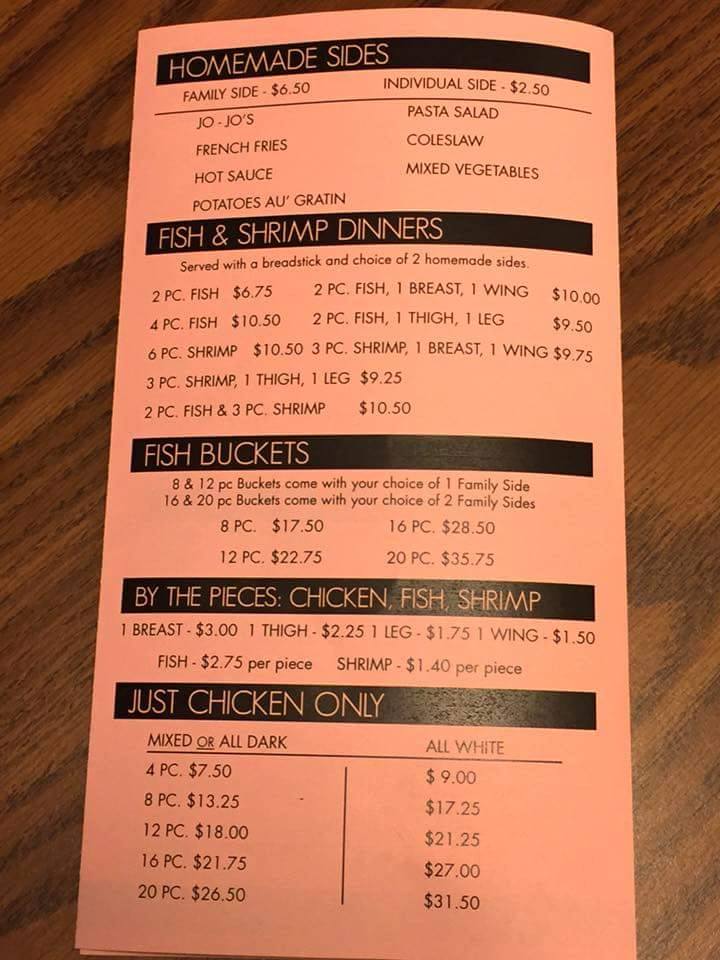 HOMEMADE SIDES
FAMILY SIDE - $6.50 INDIVIDUAL SIDE - $2.50
JO - JO'S PASTA SALAD
FRENCH FRIES COLESLAW
HOT SAUCE MIXED VEGETABLES
POTATOES AU' GRATIN
FISH & SHRIMP DINNERS
Served with a breadstick and choice of 2 homemade sides.
2 PC. FISH $6.75 2 PC. FISH, 1 BREAST, 1 WING $10.00
4 PC. FISH $10.50 2 PC. FISH, 1 THIGH, 1 LEG $9.50
6 PC. SHRIMP $10.50 3 PC. SHRIMP, 1 BREAST, 1 WING $9.75
3 PC. SHRIMP, 1 THIGH, 1 LEG $9.25
2 PC. FISH & 3 PC. SHRIMP $10.50
FISH BUCKETS
8 & 12 pc Buckets come with your choice of 1 Family Side
16 & 20 pc Buckets come with your choice of 2 Family Sides
8 PC. $17.50 16 PC. $28.50
12 PC. $22.75 20 PC. $35.75
BY THE PIECES: CHICKEN, FISH, SHRIMP
1 BREAST - $3.00 1 THIGH - $2.25 1 LEG - $1.75 1 WING - $1.50
FISH - $2.75 per piece SHRIMP - $1.40 per piece
JUST CHICKEN ONLY
MIXED OR ALL DARK ALL WHITE
4 PC. $7.50 $ 9.00
8 PC. $13.25 $17.25
12 PC. $18.00 $21.25
16 PC. $21.75 $27.00
20 PC. $26.50 $31.50